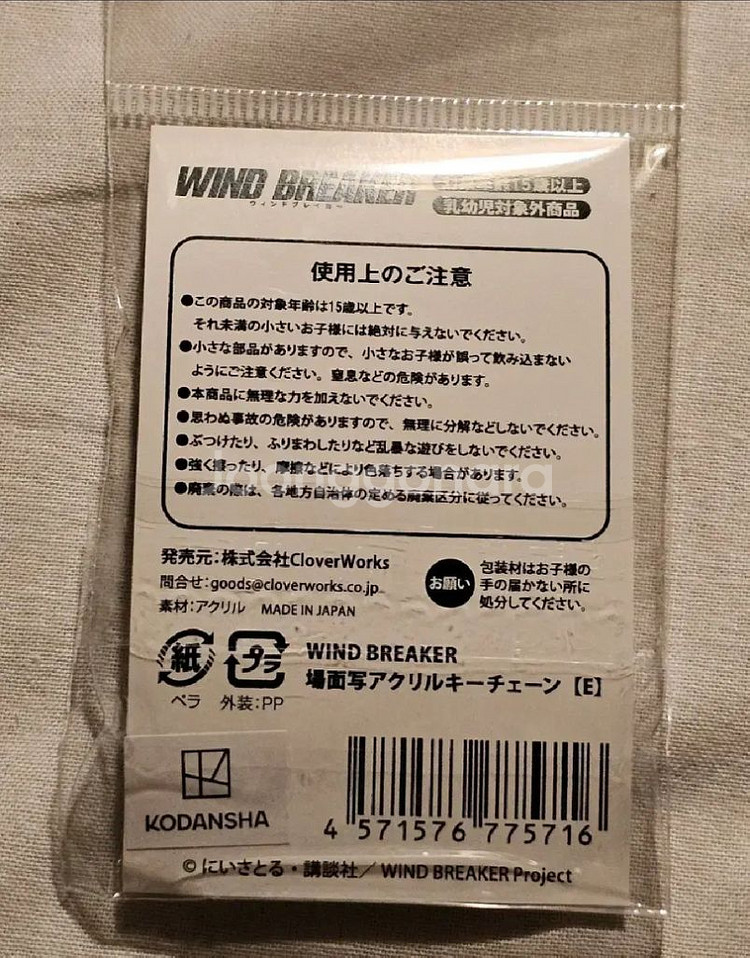 WIND BREAKER
ウィンドブレイカー
対象年齢15歳以上
乳幼児対象外商品
使用上のご注意
●この商品の対象年齢は15歳以上です。
それ未満の小さいお子様には絶対に与えないでください。
●小さな部品がありますので、小さなお子様が誤って飲み込まない
ようにご注意ください。窒息などの危険があります。
●本商品に無理な力を加えないでください。
●思わぬ事故の危険がありますので、無理に分解などしないでください。
●ぶつけたり、ふりまわしたりなど乱暴な遊びをしないでください。
●強く擦ったり、摩擦などにより色落ちする場合があります。
●廃棄の際は、各地方自治体の定める廃棄区分に従ってください。
joonggonara
発売元:株式会社CloverWorks
問合せ:goods@cloverworks.co.jp
素材:アクリル MADE IN JAPAN
お願い
包装材はお子様の
手の届かない所に
処分してください。
紙 プラ
ペラ 外装:PP
WIND BREAKER
場面写アクリルキーチェーン【E】
KODANSHA
4 571576 775716
©にいさとる・講談社/WIND BREAKER Project